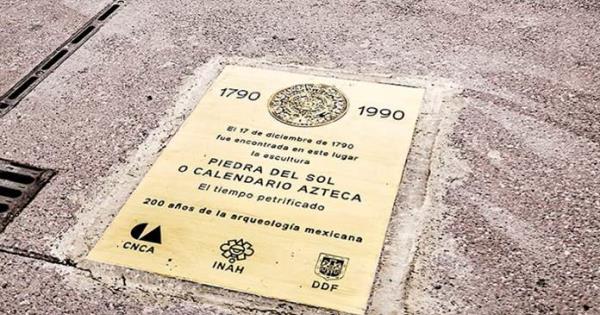 1790 1990
El 17 de diciembre de 1790
fue encontrada en este lugar
la escultura
PIEDRA DEL SOL
O CALENDARIO AZTECA
El tiempo petrificado
200 años de la arqueología mexicana
CNCA INAH DDF